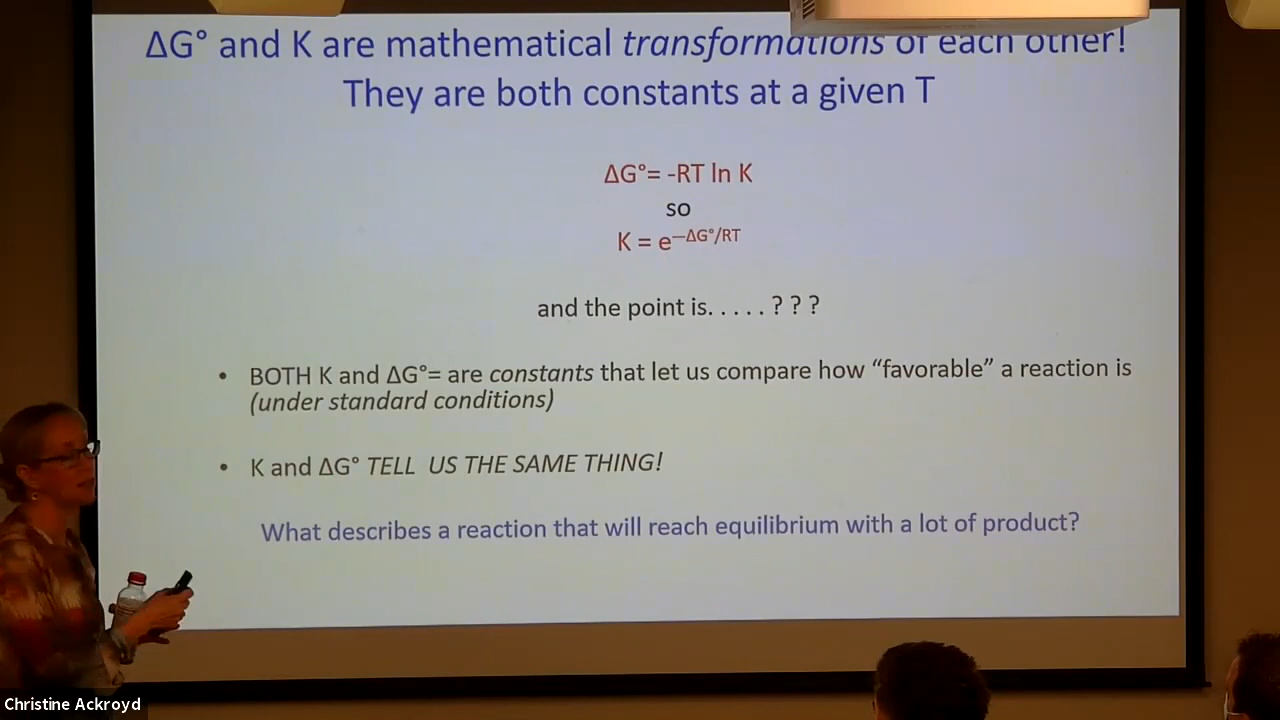 ΔG° and K are mathematical transformations of each other!
They are both constants at a given T
ΔG°= -RT ln K
so
K = e—ΔG°/RT
and the point is. . . . . ? ? ?
• BOTH K and ΔG°= are constants that let us compare how “favorable” a reaction is
(under standard conditions)
• K and ΔG° TELL  US THE SAME THING!
What describes a reaction that will reach equilibrium with a lot of product?
Christine Ackroyd